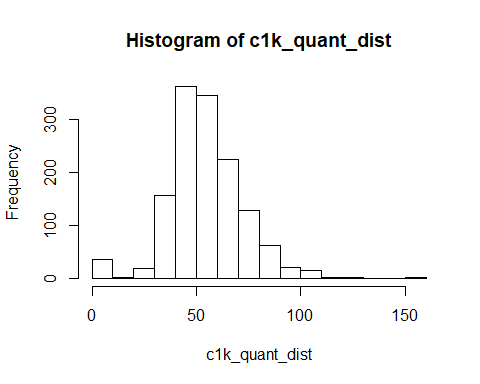 Histogram of c1k_quant_dist
Frequency
300
200
100
0
0 50 100 150
c1k_quant_dist